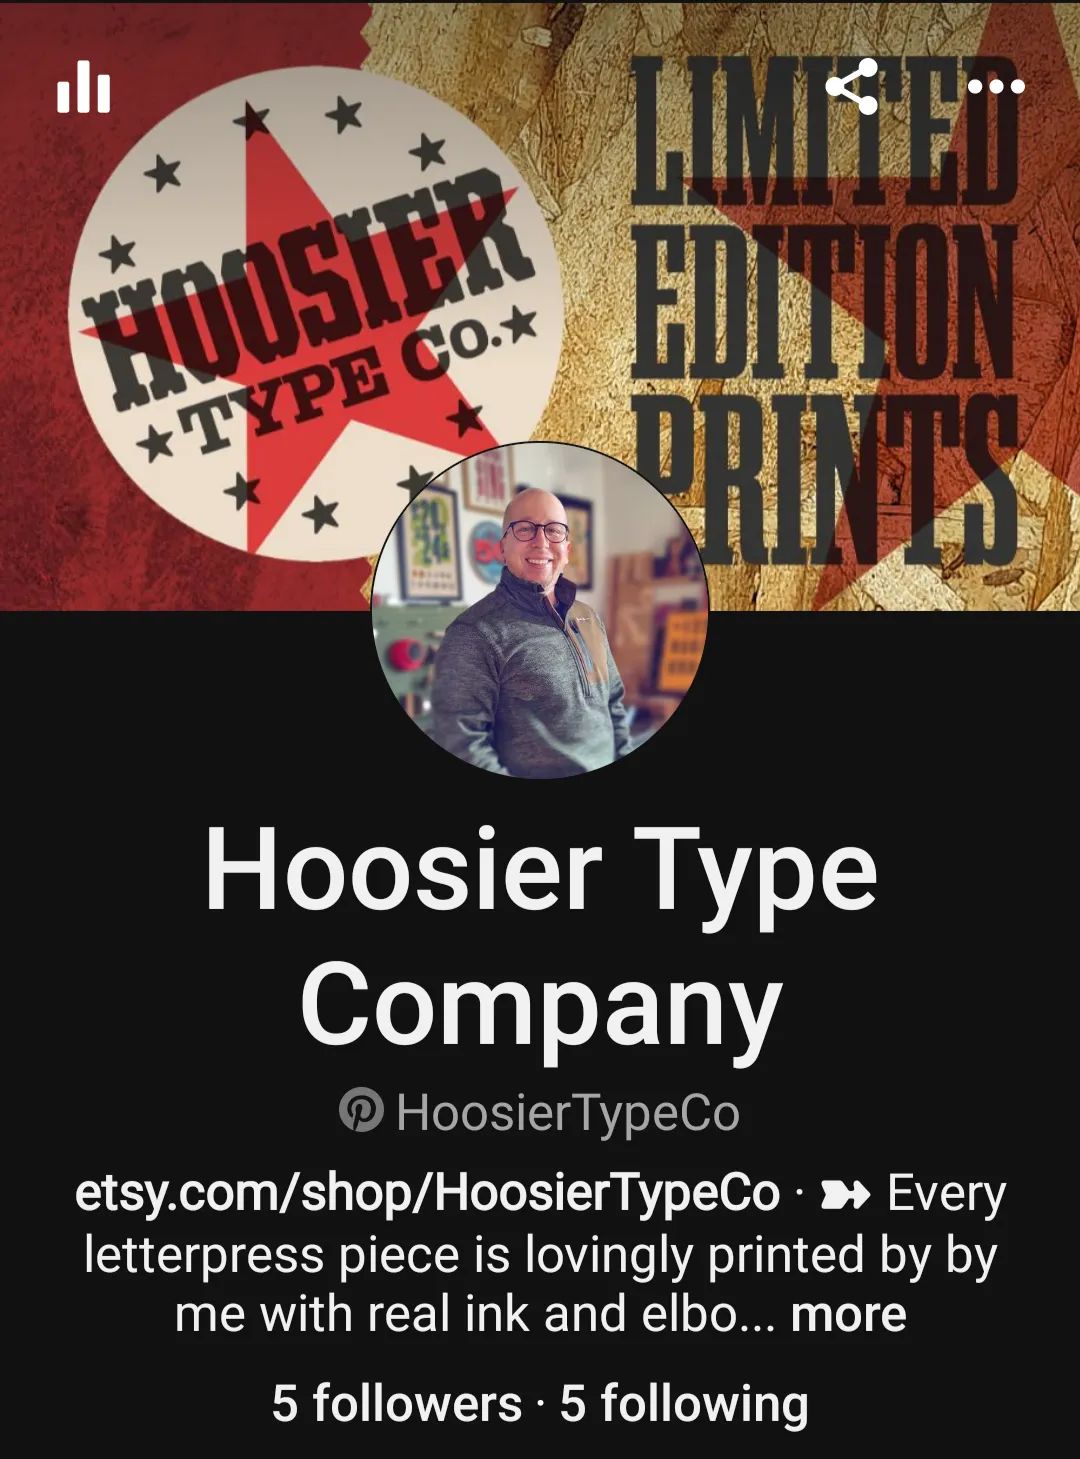 HOOSIER
TYPE CO.
LIMITED
EDITION
PRINTS
2024
Hoosier Type
Company
HoosierTypeCo
etsy.com/shop/HoosierTypeCo · ➽ Every
letterpress piece is lovingly printed by by
me with real ink and elbo... more
5 followers · 5 following